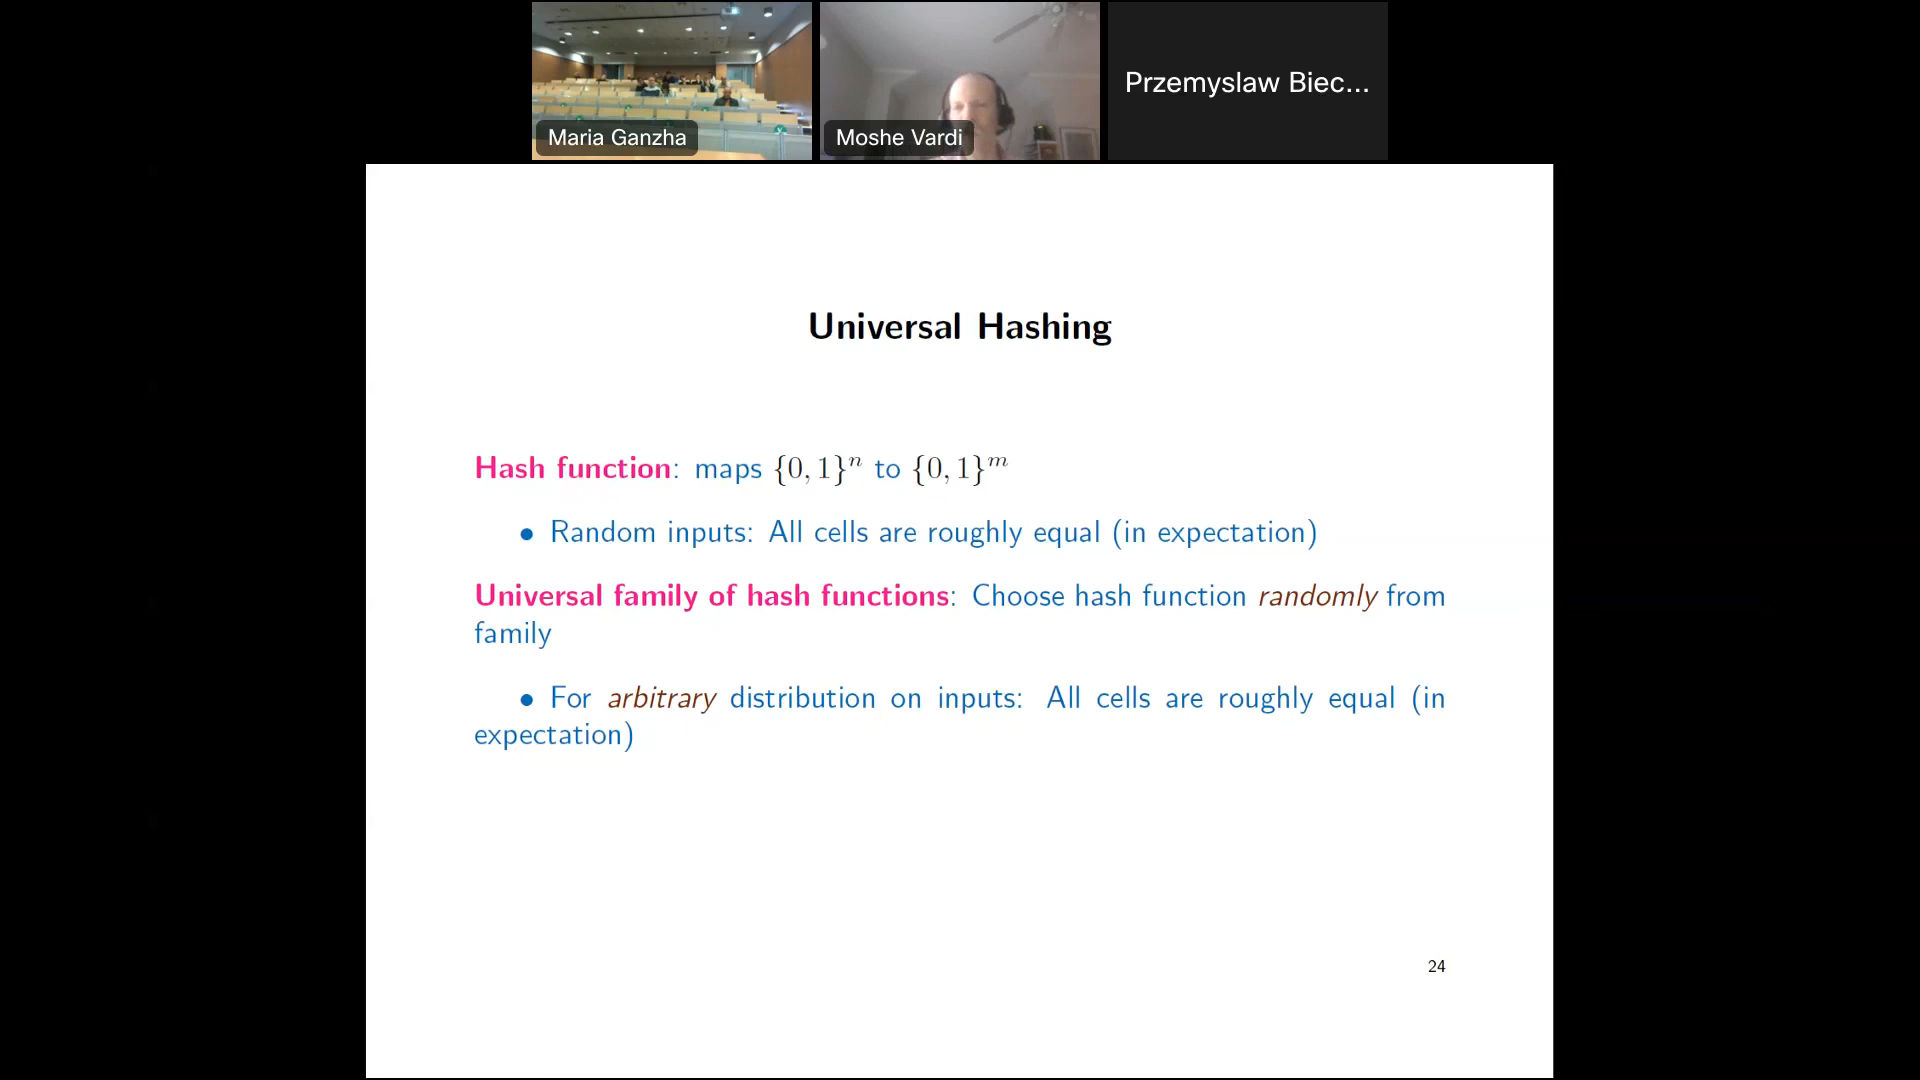 Maria Ganzha
Moshe Vardi
Przemyslaw Biec...
Universal Hashing
Hash function: maps {0, 1}^n to {0, 1}^m
• Random inputs: All cells are roughly equal (in expectation)
Universal family of hash functions: Choose hash function randomly from
family
• For arbitrary distribution on inputs: All cells are roughly equal (in
expectation)
24